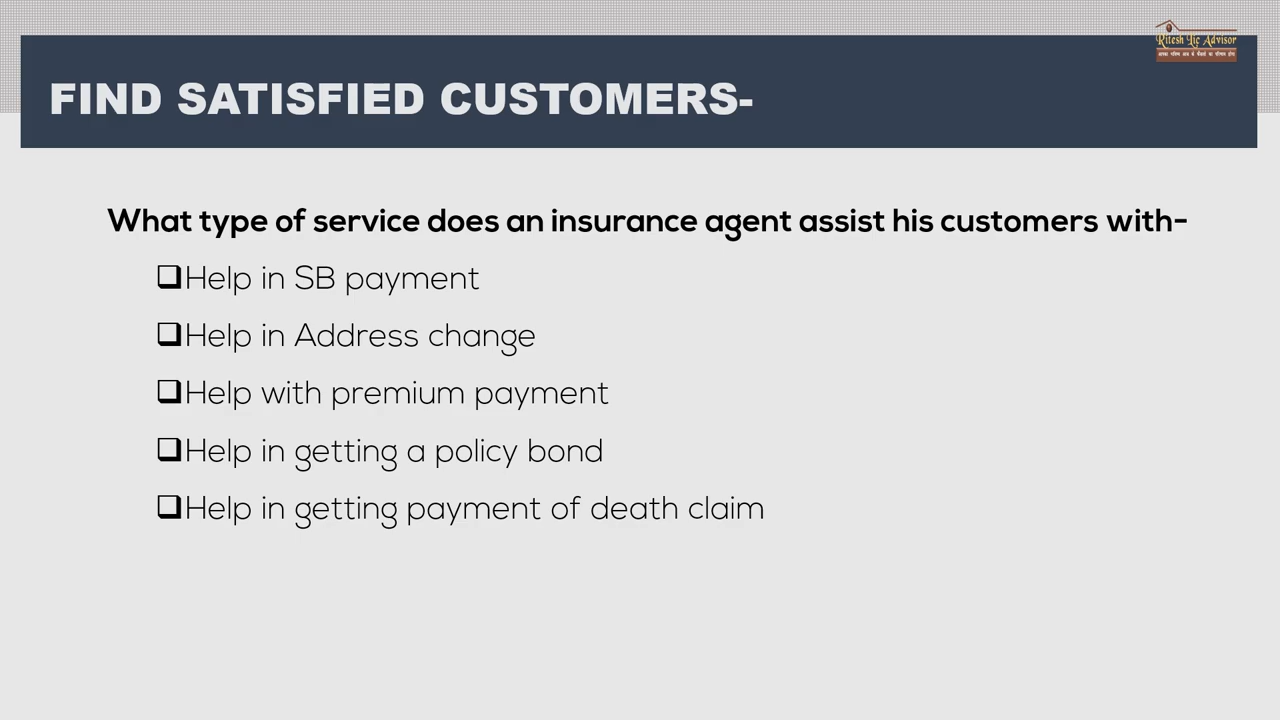 Ritesh Lic Advisor
FIND SATISFIED CUSTOMERS-
What type of service does an insurance agent assist his customers with-
❑Help in SB payment
❑Help in Address change
❑Help with premium payment
❑Help in getting a policy bond
❑Help in getting payment of death claim